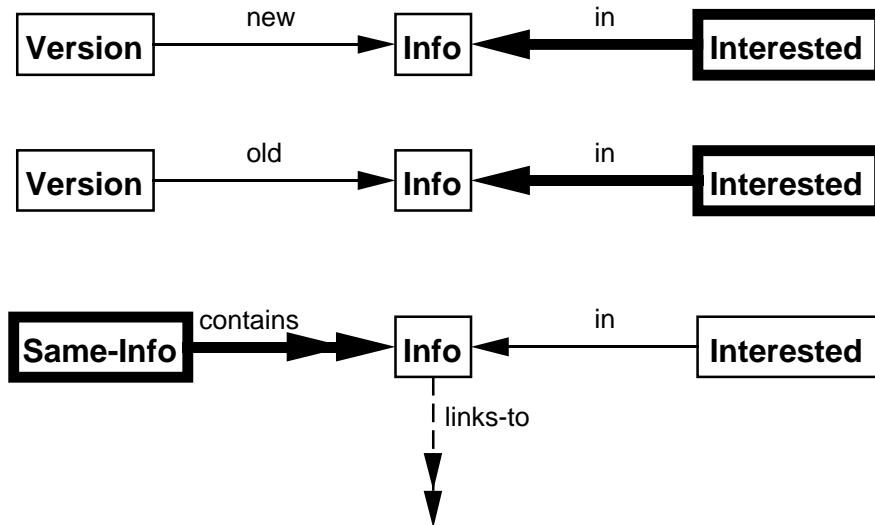 new
in
Version
Info
Interested
old
in
Version
Info
Interested
contains
in
Same-Info
Info
Interested
links-to